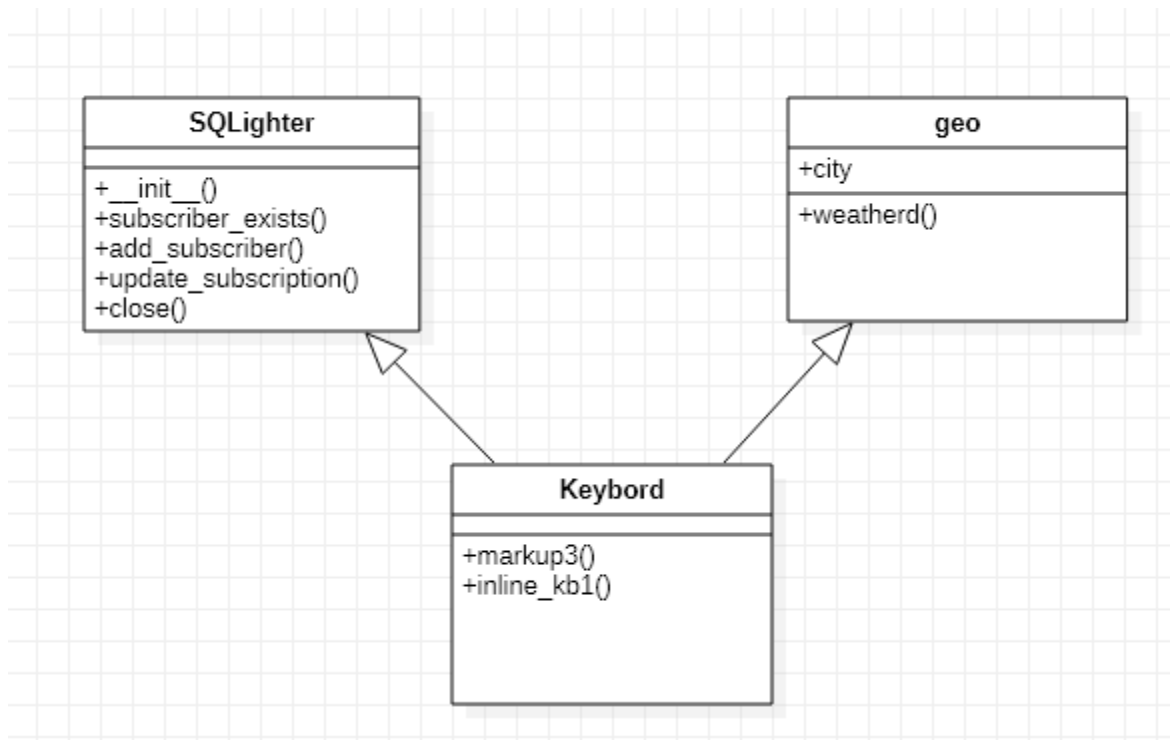 SQLighter
+__init__()
+subscriber_exists()
+add_subscriber()
+update_subscription()
+close()
geo
+city
+weatherd()
Keybord
+markup3()
+inline_kb1()